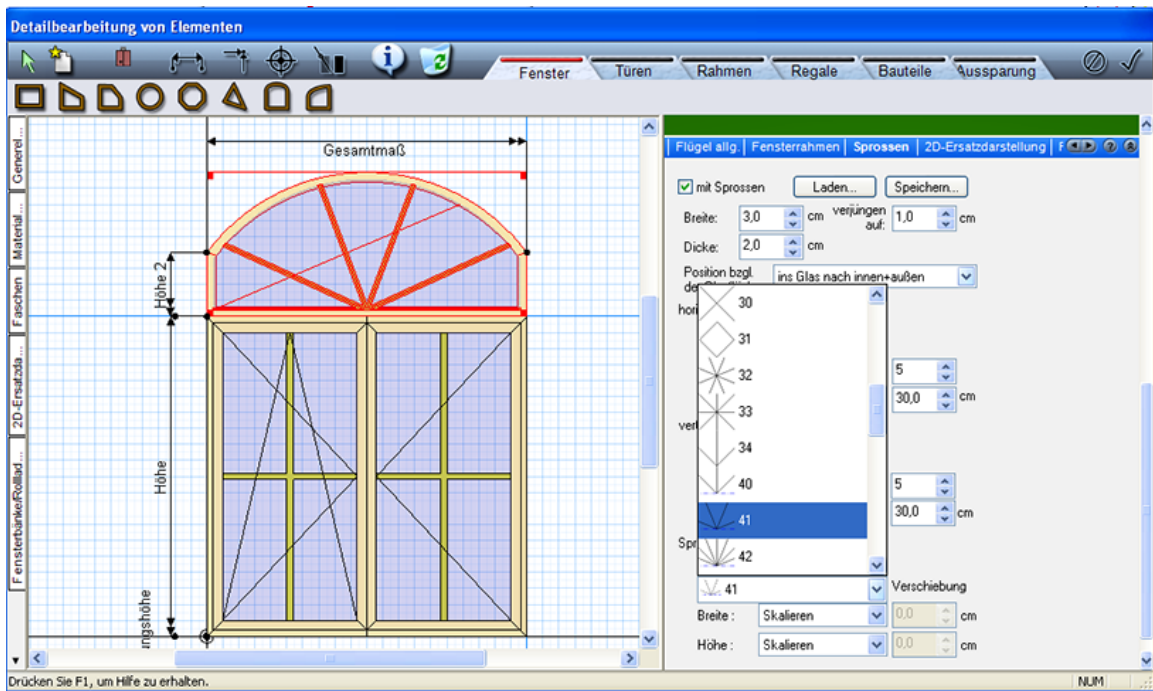 Detailbearbeitung von Elementen
Fenster Türen Rahmen Regale Bauteile Aussparung
Generel...
Material...
Faschen
2D-Ersatzda...
Fensterbänke/Rollad...
Gesamtmaß
Höhe 2
Höhe
ngshöhe
Flügel allg. Fensterrahmen Sprossen 2D-Ersatzdarstellung F
mit Sprossen Laden... Speichern...
Breite: 3,0 cm verjüngen auf: 1,0 cm
Dicke: 2,0 cm
Position bzgl.
ins Glas nach innen+außen
hori
30
31
32
5
33
30,0 cm
vert
34
40
5
41
30,0 cm
Spr
42
41 Verschiebung
Breite : Skalieren 0,0 cm
Höhe : Skalieren 0,0 cm
Drücken Sie F1, um Hilfe zu erhalten.
NUM